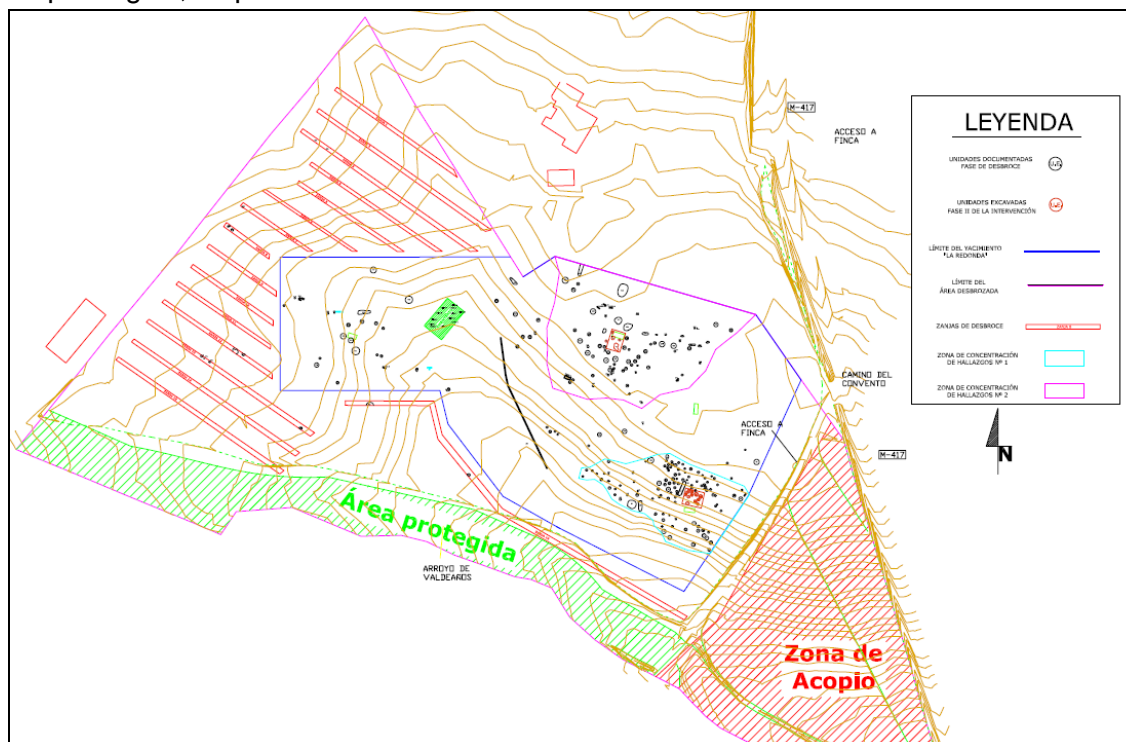 M-417
ACCESO A
FINCA
LEYENDA
UNIDADES DOCUMENTADAS
FASE DE DESBROCE
U.E.
UNIDADES EXCAVADAS
FASE II DE LA INTERVENCIÓN
U.E.
LÍMITE DEL YACIMIENTO
"LA REDONDA"
LÍMITE DEL
ÁREA DESBROZADA
ZANJAS DE DESBROCE
ZONA DE CONCENTRACIÓN
DE HALLAZGOS Nº 1
ZONA DE CONCENTRACIÓN
DE HALLAZGOS Nº 2
N
CAMINO DEL
CONVENTO
ACCESO A
FINCA
M-417
Área protegida
ARROYO DE
VALDEAROS
Zona de
Acopio